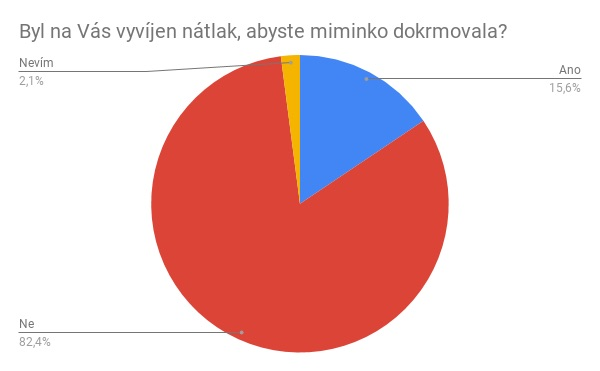 Byl na Vás vyvíjen nátlak, abyste miminko dokrmovala?
Nevím
2,1%
Ano
15,6%
Ne
82,4%